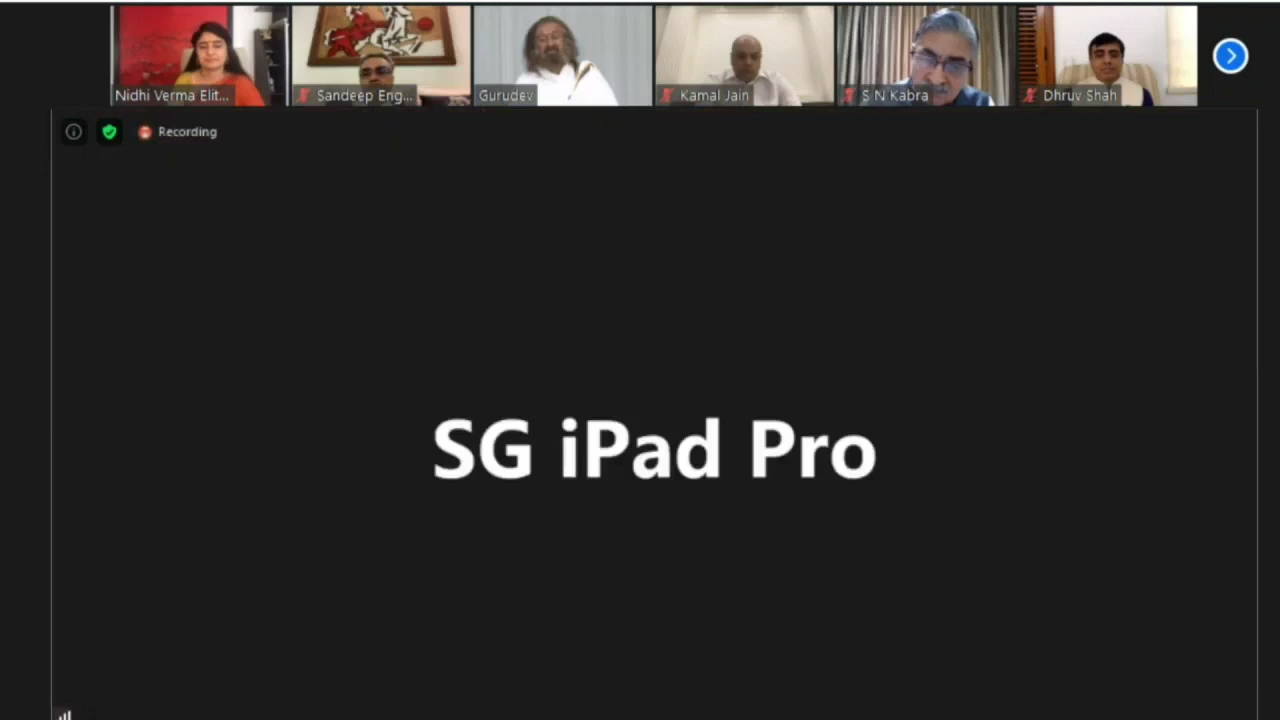 Nidhi Verma Elit...
Sandeep Eng...
Gurudev
Kamal Jain
S N Kabra
Dhruv Shah
Recording
SG iPad Pro